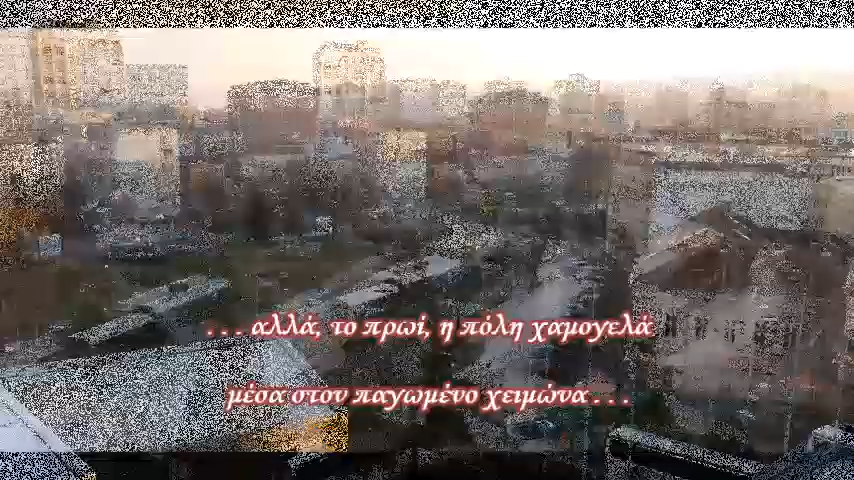 . . . αλλά, το πρωί, η πόλη χαμογελά
μέσα στον παγωμένο χειμώνα . . .